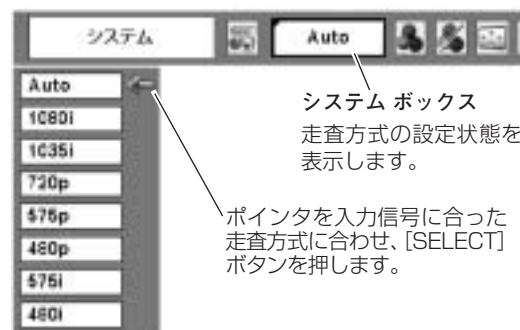 システム
Auto
Auto
1080i
1035i
720p
575p
480p
575i
480i
システム ボックス
走査方式の設定状態を
表示します。
ポインタを入力信号に合った
走査方式に合わせ、[SELECT]
ボタンを押します。